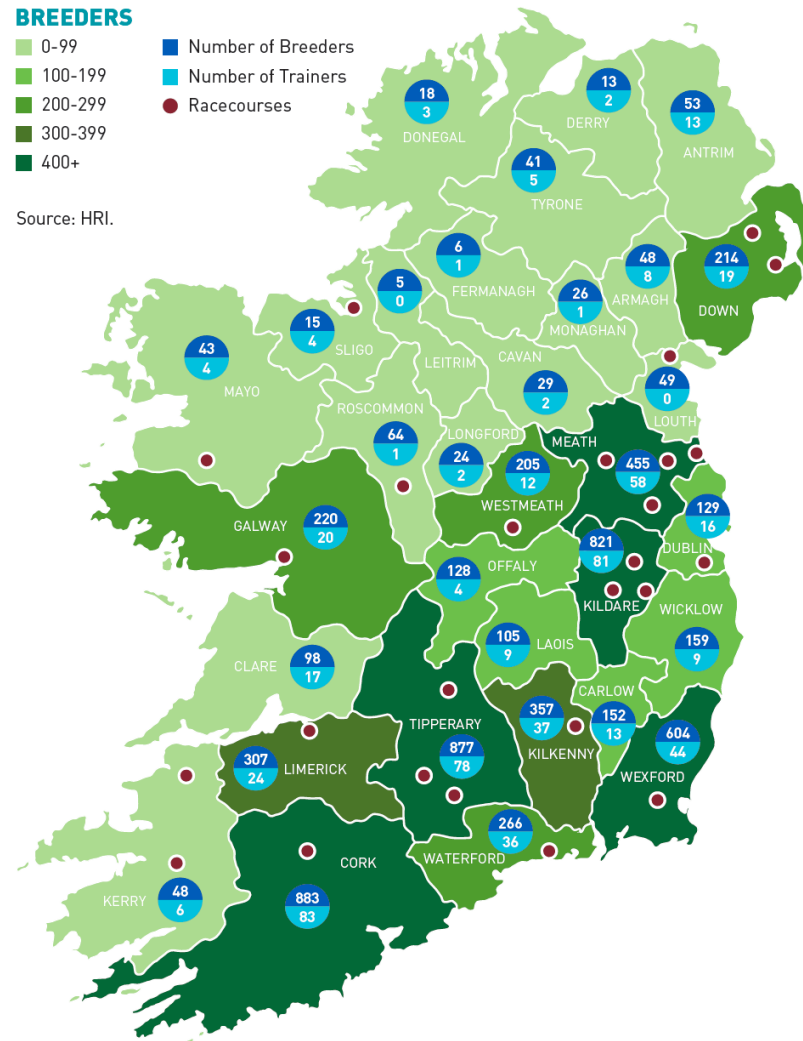 BREEDERS
0-99
100-199
200-299
300-399
400+
Number of Breeders
Number of Trainers
Racecourses
Source: HRI.
18
3
DONEGAL
13
2
DERRY
53
13
ANTRIM
41
5
TYRONE
6
1
FERMANAGH
48
8
ARMAGH
214
19
DOWN
5
0
LEITRIM
26
1
MONAGHAN
15
4
SLIGO
43
4
MAYO
CAVAN
29
2
49
0
LOUTH
ROSCOMMON
64
1
LONGFORD
24
2
MEATH
455
58
205
12
WESTMEATH
GALWAY
220
20
129
16
DUBLIN
821
81
KILDARE
OFFALY
128
4
WICKLOW
159
9
105
9
LAOIS
CLARE
98
17
CARLOW
152
13
357
37
KILKENNY
TIPPERARY
877
78
604
44
WEXFORD
307
24
LIMERICK
266
36
WATERFORD
CORK
883
83
KERRY
48
6